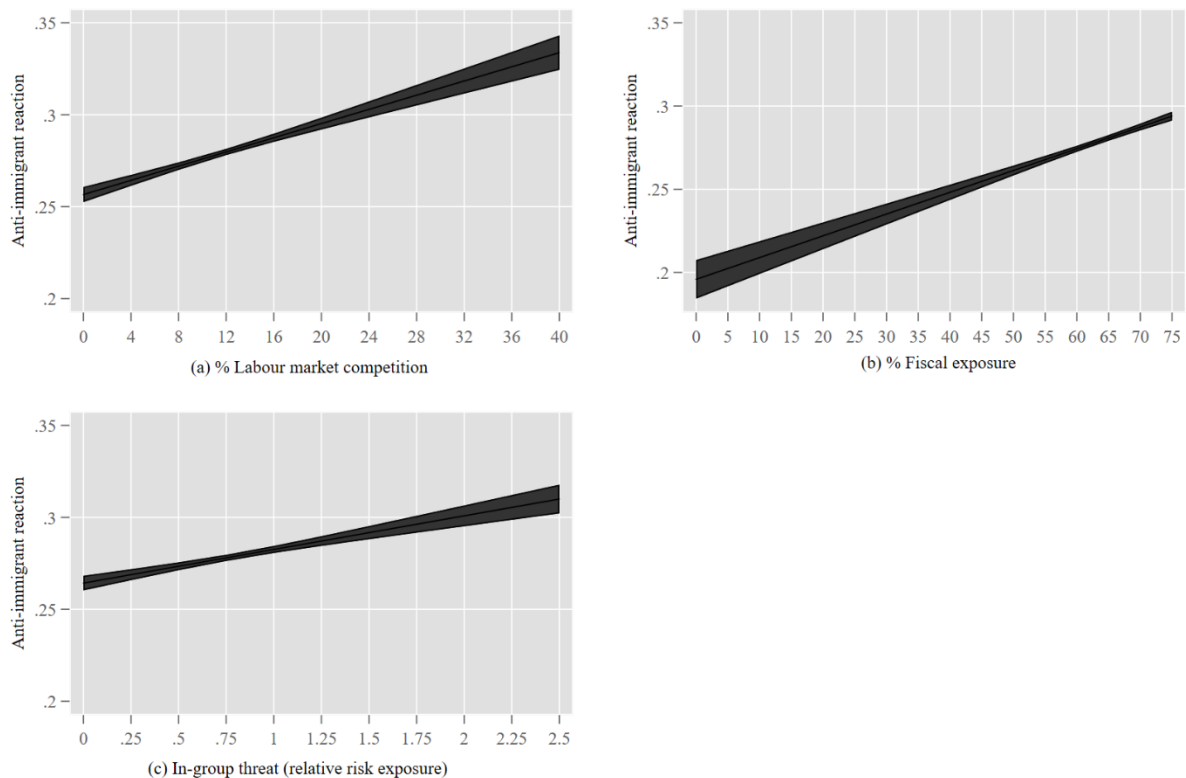 .35
.3
.25
.2
Anti-immigrant reaction
0 4 8 12 16 20 24 28 32 36 40
(a) % Labour market competition
.35
.3
.25
.2
Anti-immigrant reaction
0 5 10 15 20 25 30 35 40 45 50 55 60 65 70 75
(b) % Fiscal exposure
.35
.3
.25
.2
Anti-immigrant reaction
0 .25 .5 .75 1 1.25 1.5 1.75 2 2.25 2.5
(c) In-group threat (relative risk exposure)